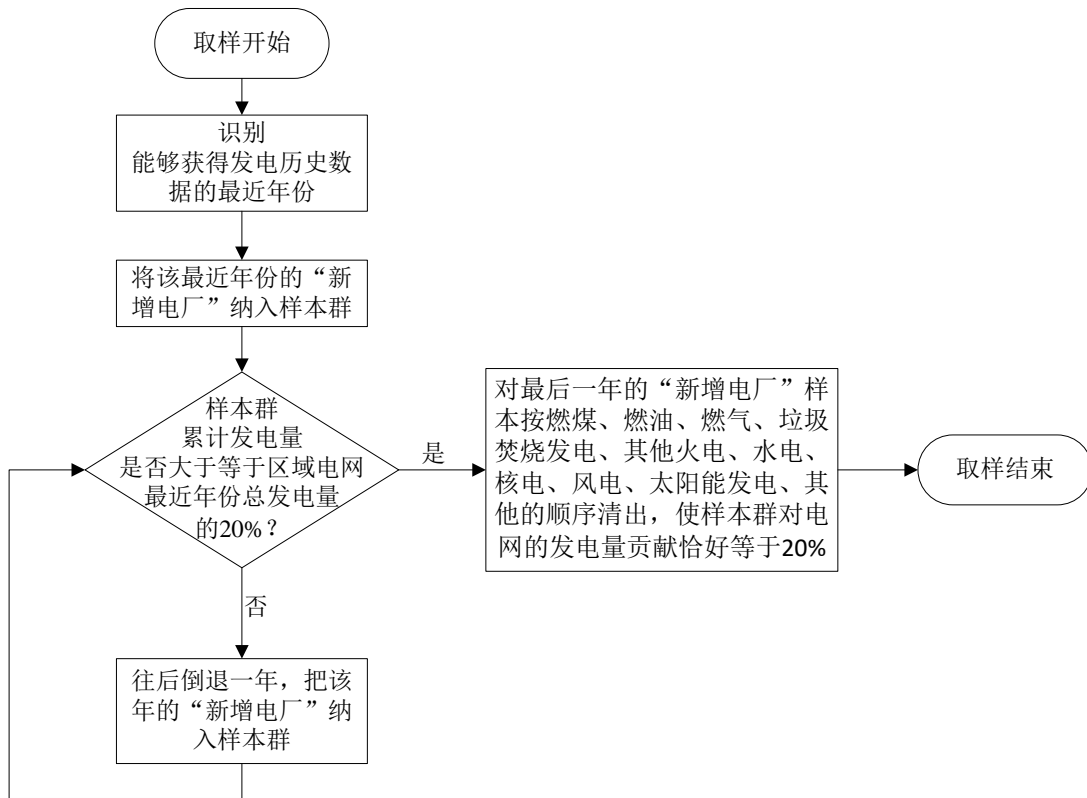 取样开始
识别
能够获得发电历史数
据的最近年份
将该最近年份的“新
增电厂”纳入样本群
样本群
累计发电量
是否大于等于区域电网
最近年份总发电量
的20%？
是
对最后一年的“新增电厂”样
本按燃煤、燃油、燃气、垃圾
焚烧发电、其他火电、水电、
核电、风电、太阳能发电、其
他的顺序清出，使样本群对电
网的发电量贡献恰好等于20%
取样结束
否
往后倒退一年，把该
年的“新增电厂”纳
入样本群